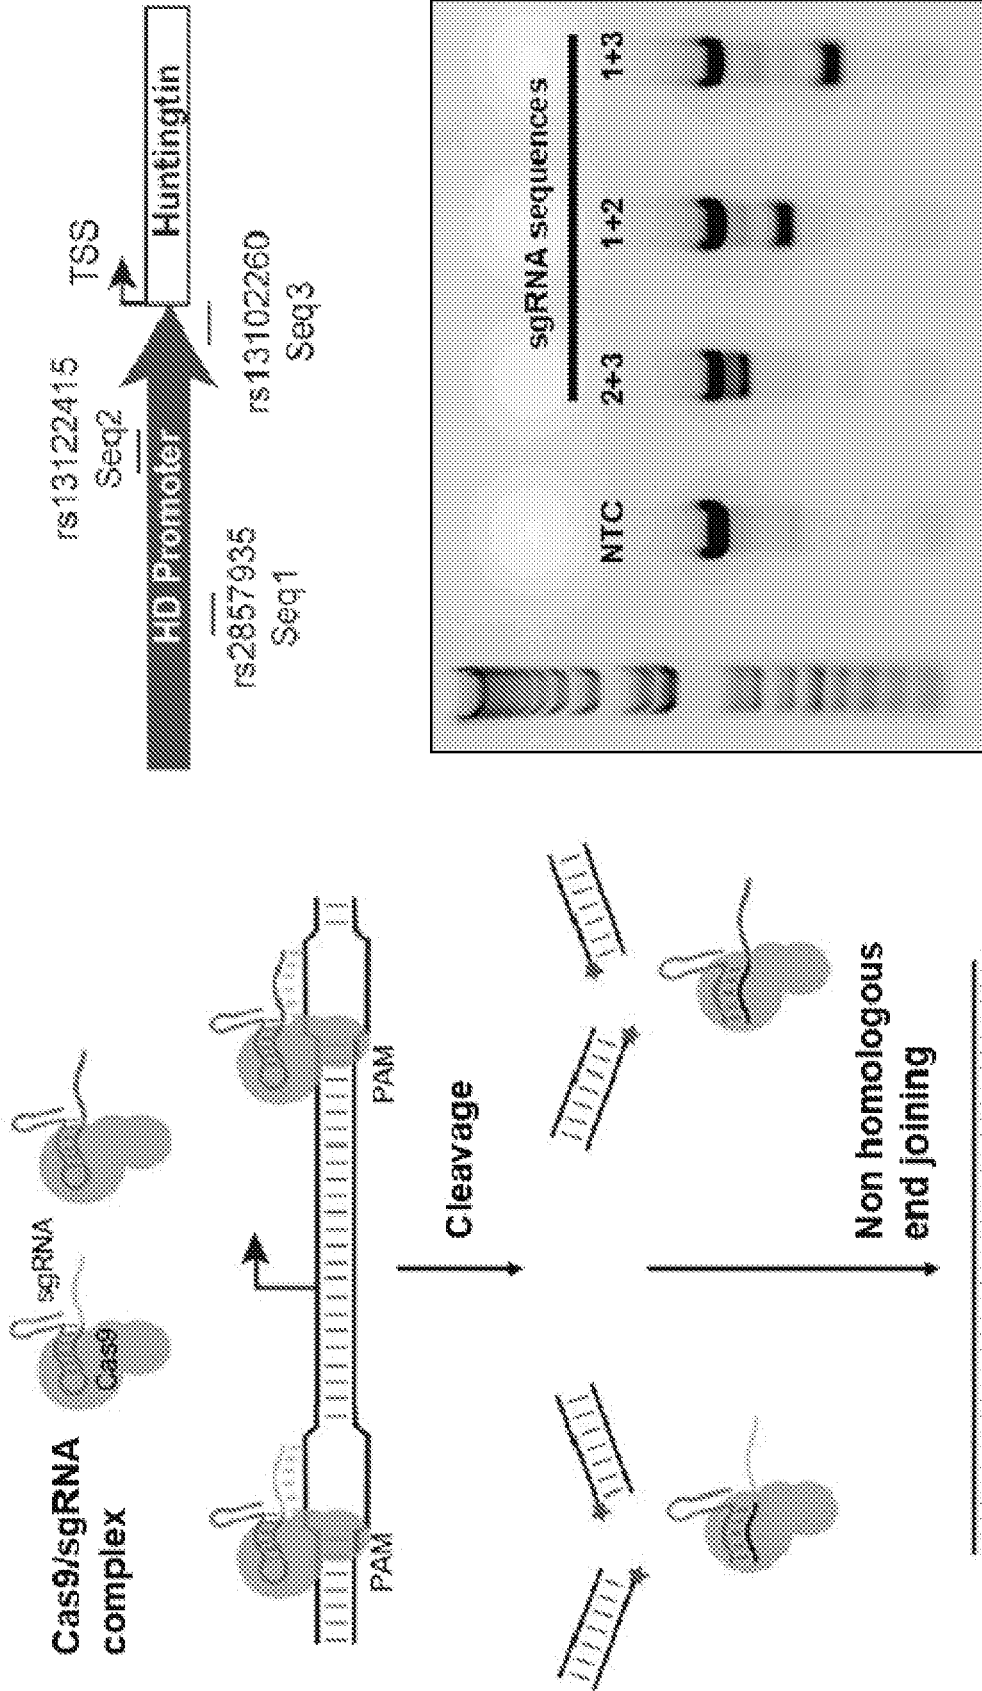 Cas9/sgRNA
complex
sgRNA
Cas9
PAM
PAM
Cleavage
Non homologous
end joining
rs13122415
Seq2
TSS
HD Promoter
Huntingtin
rs2857935
Seq1
rs13102260
Seq3
sgRNA sequences
NTC
2+3
1+2
1+3